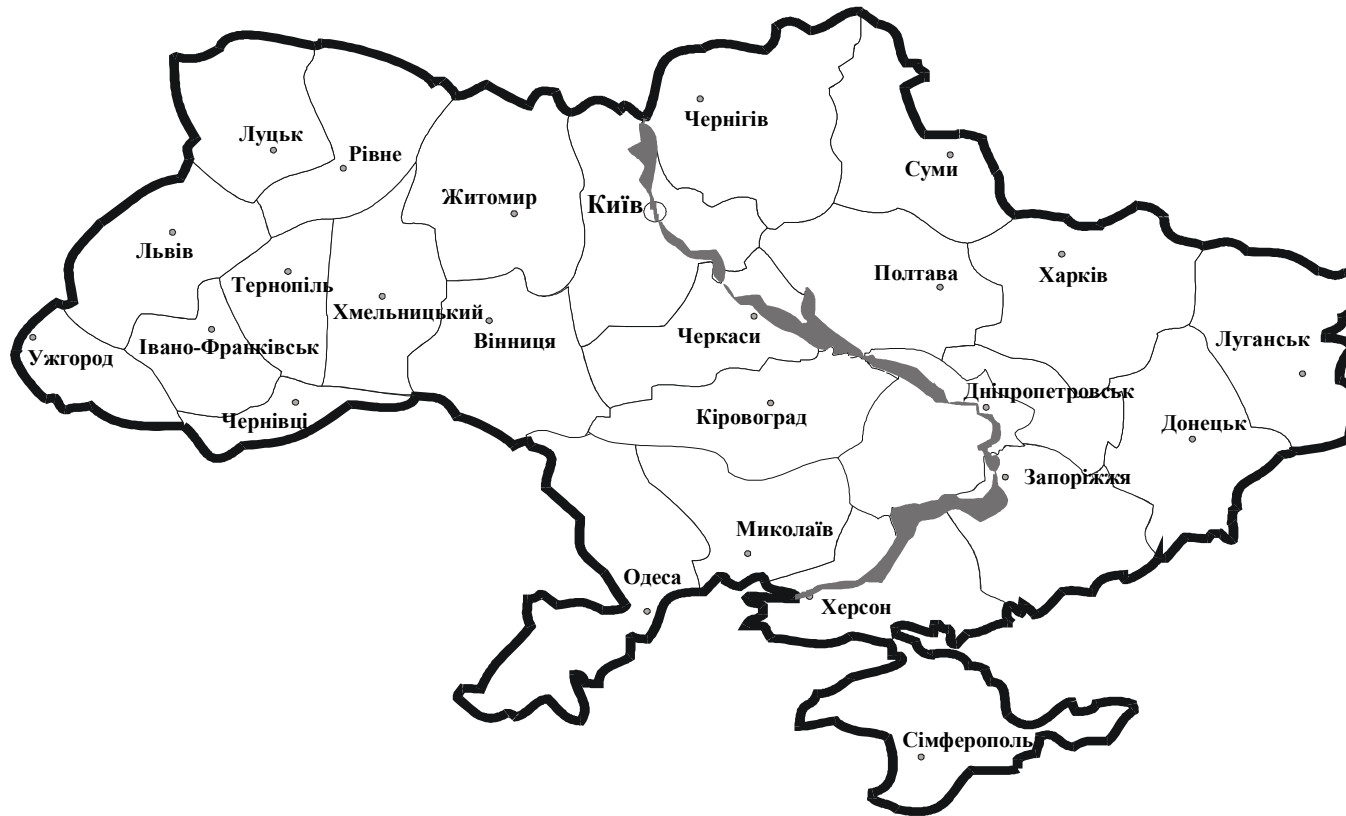 Чернігів
Луцьк
Рівне
Суми
Житомир
Київ
Львів
Тернопіль
Полтава
Харків
Хмельницький
Івано-Франківськ
Вінниця
Черкаси
Луганськ
Ужгород
Чернівці
Кіровоград
Дніпропетровськ
Донецьк
Запоріжжя
Миколаїв
Одеса
Херсон
Сімферополь